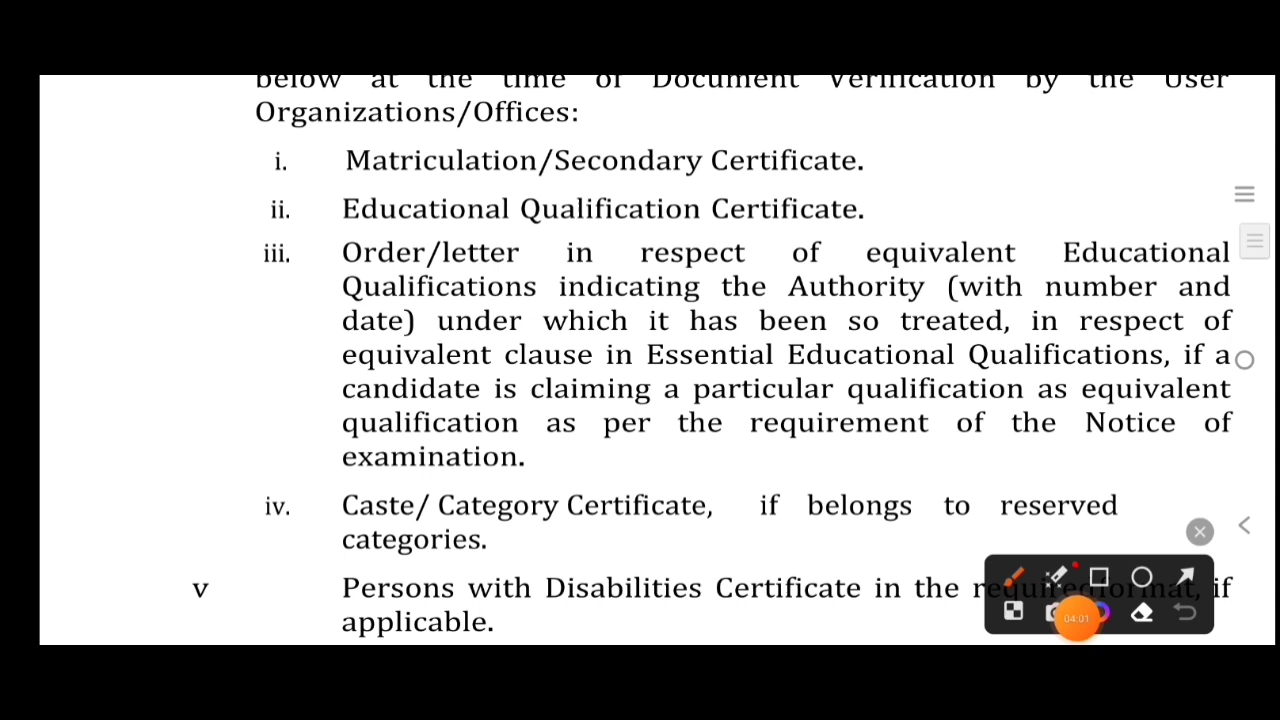 below at the time of Document Verification by the User
Organizations/Offices:
i. Matriculation/Secondary Certificate.
ii. Educational Qualification Certificate.
iii. Order/letter in respect of equivalent Educational
Qualifications indicating the Authority (with number and
date) under which it has been so treated, in respect of
equivalent clause in Essential Educational Qualifications, if a
candidate is claiming a particular qualification as equivalent
qualification as per the requirement of the Notice of
examination.
iv. Caste/ Category Certificate, if belongs to reserved
categories.
v Persons with Disabilities Certificate in the required format, if
applicable.
04:01